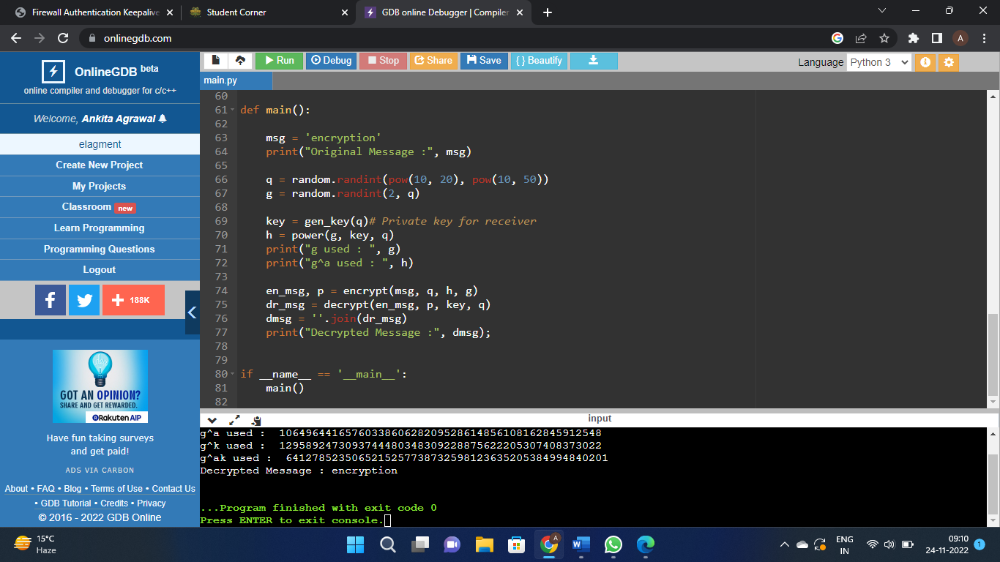 Firewall Authentication Keepalive
Student Corner
GDB online Debugger | Compiler
onlinegdb.com
A
OnlineGDB beta
online compiler and debugger for c/c++
Welcome, Ankita Agrawal
elagment
Create New Project
My Projects
Classroom new
Learn Programming
Programming Questions
Logout
188K
GOT AN OPINION?
SHARE AND GET REWARDED.
Rakuten AIP
Have fun taking surveys
and get paid!
ADS VIA CARBON
About • FAQ • Blog • Terms of Use • Contact Us
• GDB Tutorial • Credits • Privacy
© 2016 - 2022 GDB Online
Run Debug Stop Share Save { } Beautify
Language Python 3
main.py
60
61 def main():
62
63 msg = 'encryption'
64 print("Original Message :", msg)
65
66 q = random.randint(pow(10, 20), pow(10, 50))
67 g = random.randint(2, q)
68
69 key = gen_key(q)# Private key for receiver
70 h = power(g, key, q)
71 print("g used : ", g)
72 print("g^a used : ", h)
73
74 en_msg, p = encrypt(msg, q, h, g)
75 dr_msg = decrypt(en_msg, p, key, q)
76 dmsg = ''.join(dr_msg)
77 print("Decrypted Message :", dmsg);
78
79
80 if __name__ == '__main__':
81 main()
82
input
g^a used :  10649644165760338606282095286148561081628459​12548
g^k used :  1295892473093744480348309228875622205307408373022
g^ak used :  6412785235065215257738732598123635205384994840201
Decrypted Message : encryption
...Program finished with exit code 0
Press ENTER to exit console.
15°C
Haze
A
ENG
IN
09:10
24-11-2022
1